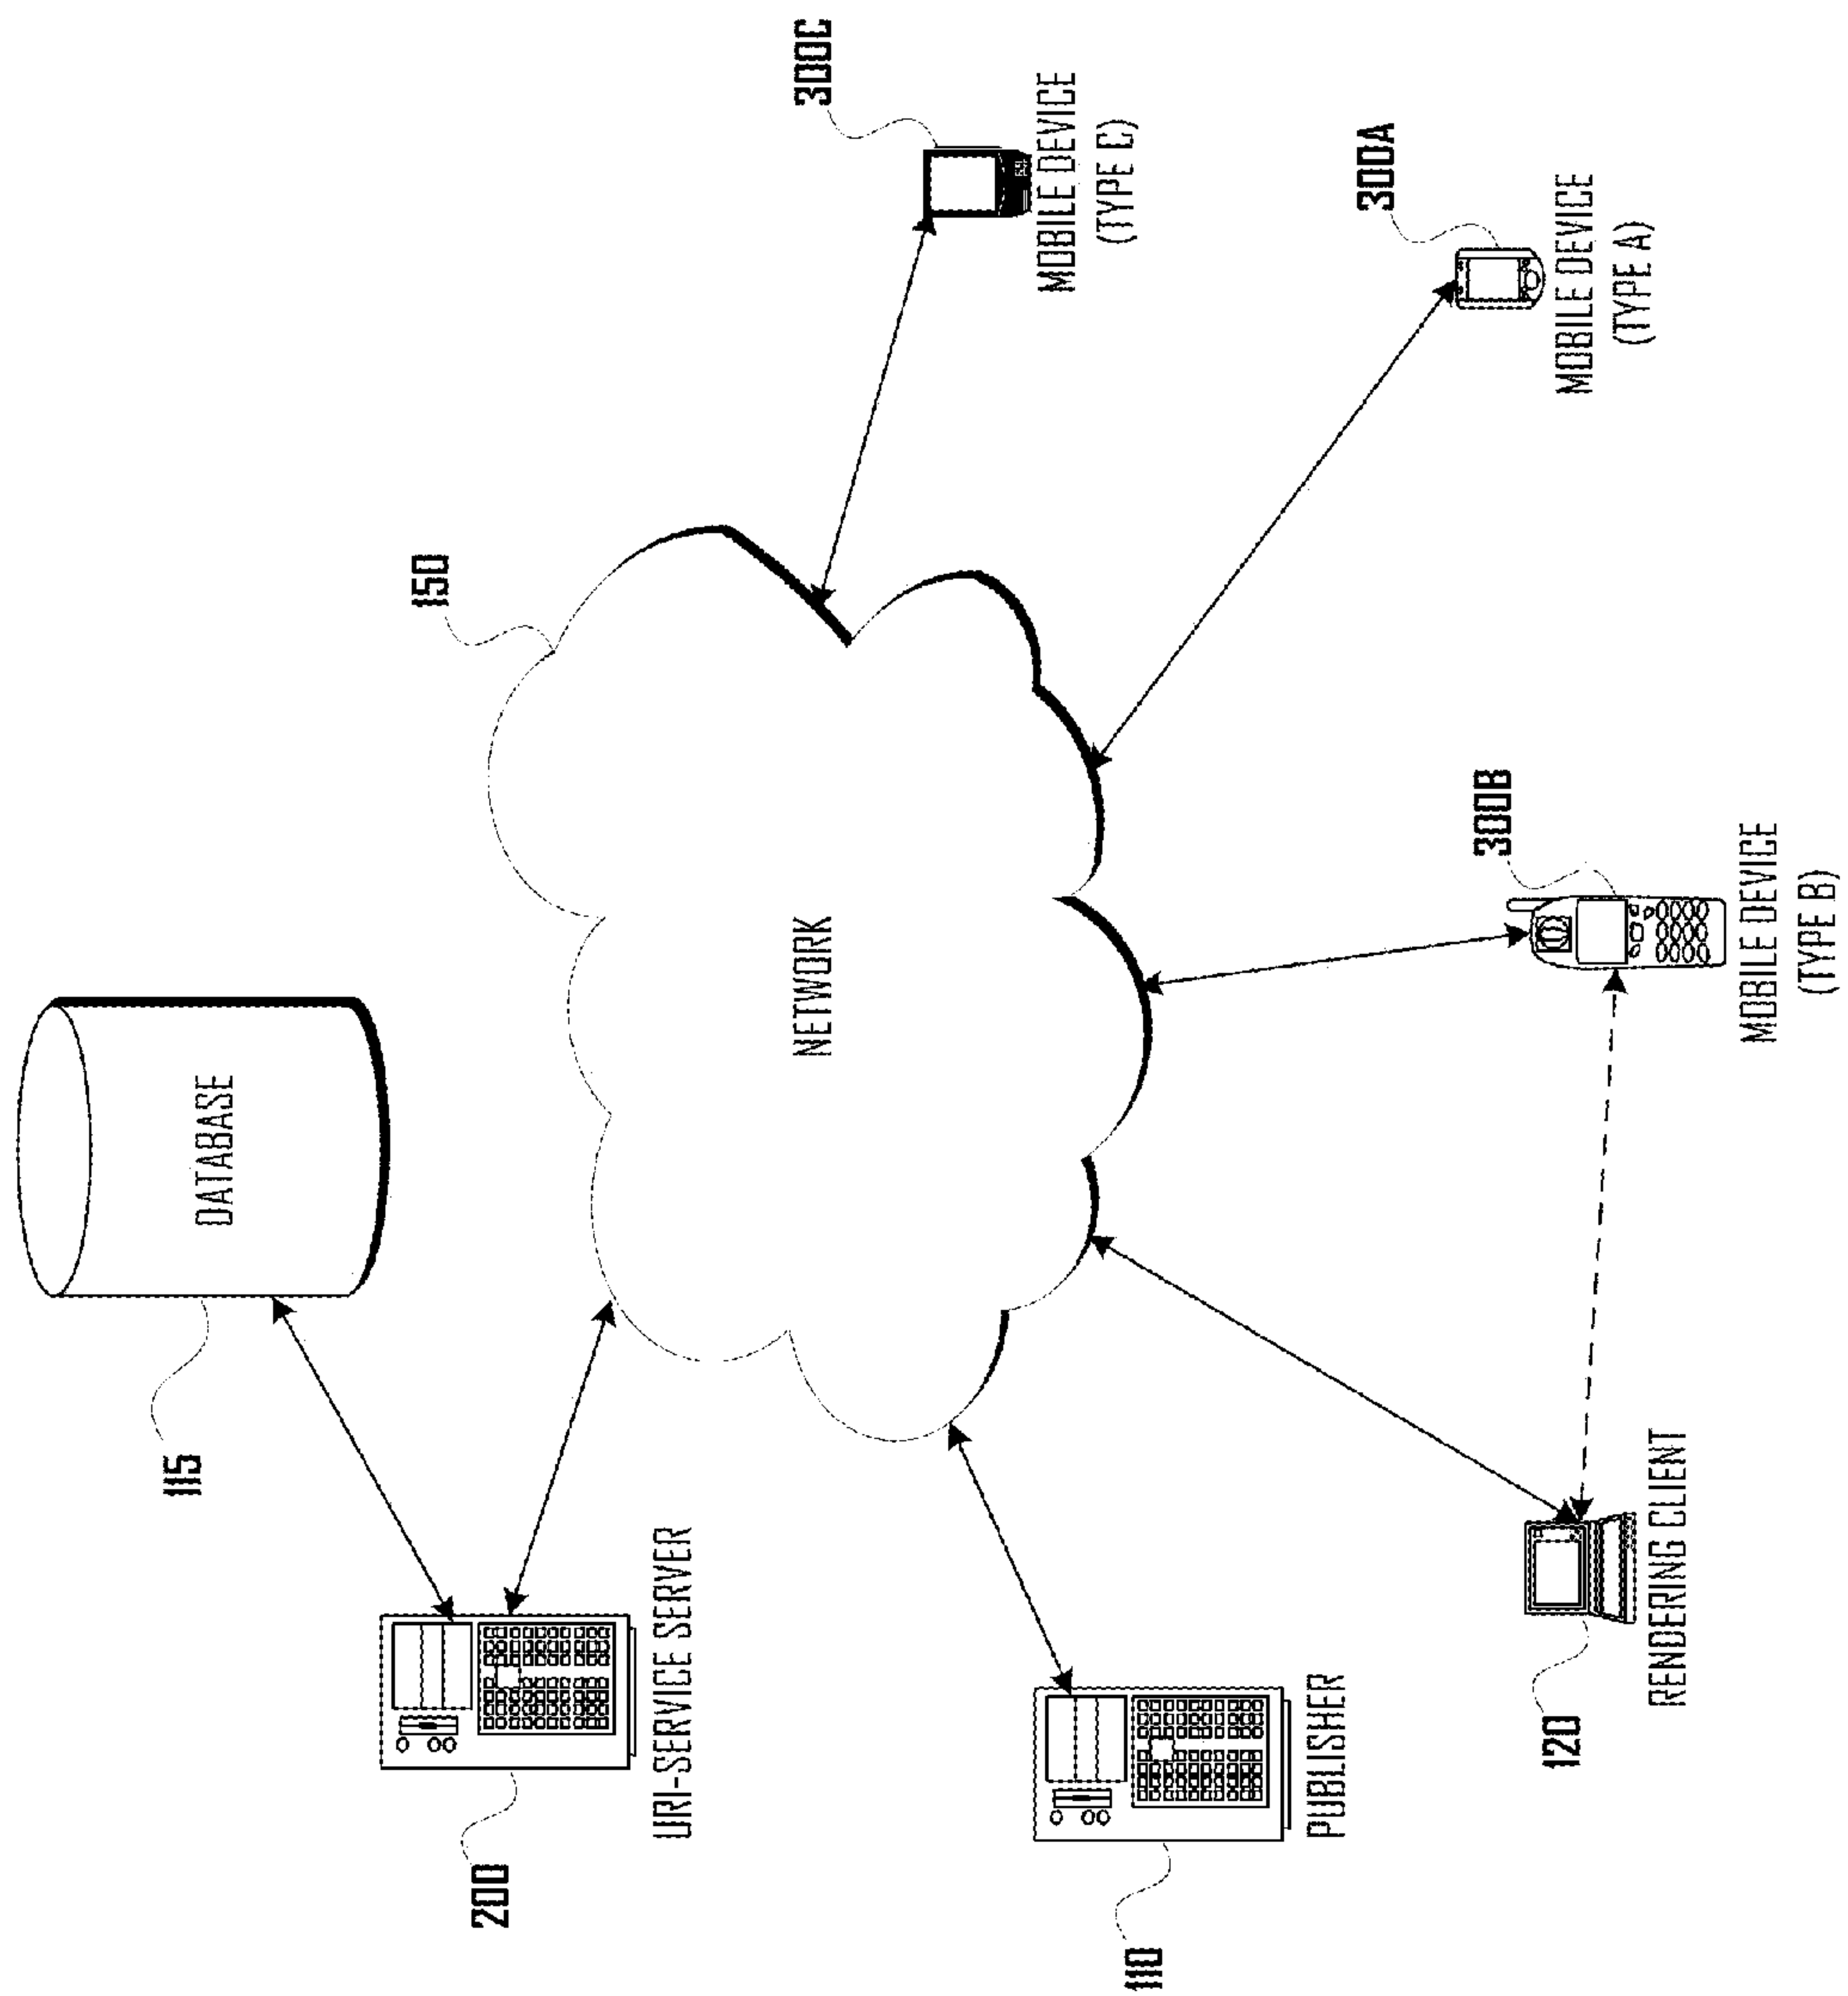 115
DATABASE
200
URI-SERVICE SERVER
150
NETWORK
110
PUBLISHER
300C
MOBILE DEVICE
(TYPE C)
120
RENDERING CLIENT
300B
MOBILE DEVICE
(TYPE B)
300A
MOBILE DEVICE
(TYPE A)